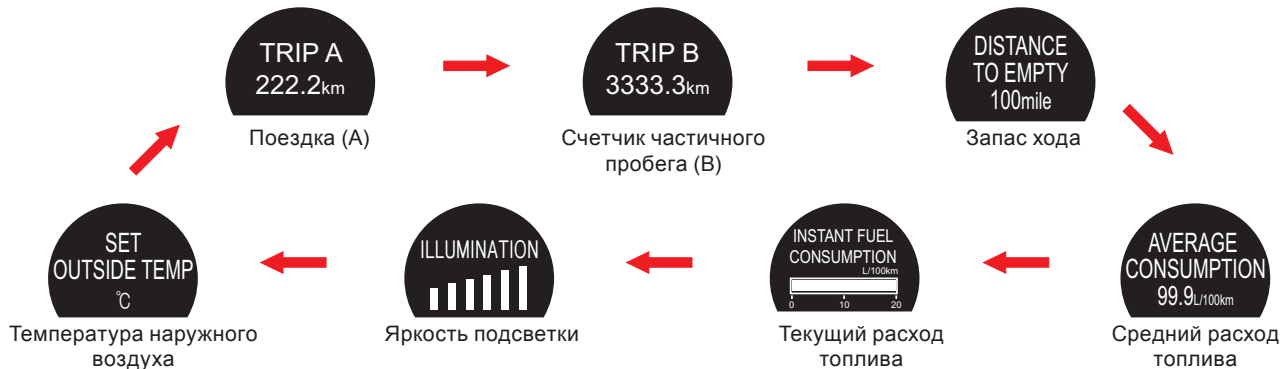 TRIP A
222.2km
Поездка (A)
TRIP B
3333.3km
Счетчик частичного
пробега (B)
DISTANCE
TO EMPTY
100mile
Запас хода
SET
OUTSIDE TEMP
℃
Температура наружного
воздуха
ILLUMINATION
Яркость подсветки
INSTANT FUEL
CONSUMPTION
L/100km
0 10 20
Текущий расход
топлива
AVERAGE
CONSUMPTION
99.9L/100km
Средний расход
топлива